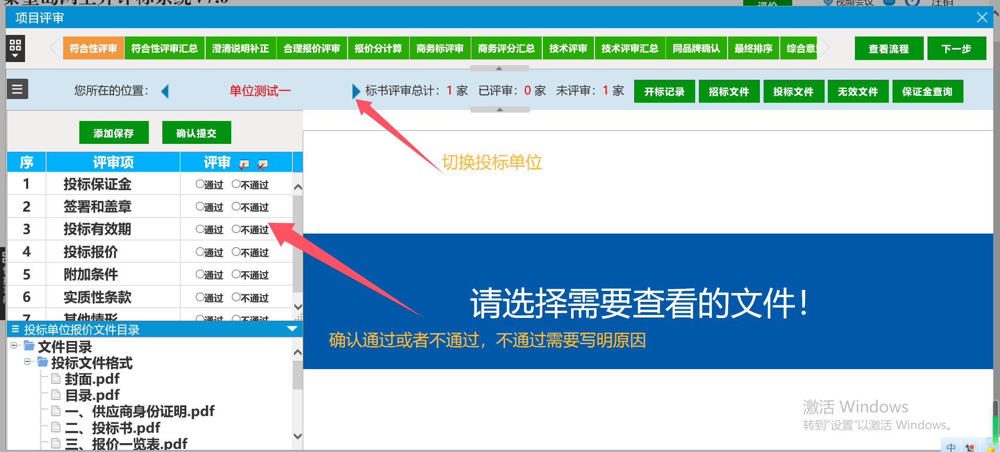 评价
视频会议
注销
项目评审
符合性评审 符合性评审汇总 澄清说明补正 合理报价评审 报价分计算 商务标评审 商务评分汇总 技术评审 技术评审汇总 同品牌确认 最终排序 综合意
查看流程 下一步
您所在的位置： 单位测试一 标书评审总计：1 家 已评审：0 家 未评审：1 家
开标记录 招标文件 投标文件 无效文件 保证金查询
添加保存 确认提交
切换投标单位
序 评审项 评审
1 投标保证金 通过 不通过
2 签署和盖章 通过 不通过
3 投标有效期 通过 不通过
4 投标报价 通过 不通过
5 附加条件 通过 不通过
6 实质性条款 通过 不通过
7 其他情形 通过 不通过
请选择需要查看的文件！
确认通过或者不通过，不通过需要写明原因
投标单位报价文件目录
文件目录
投标文件格式
封面.pdf
目录.pdf
一、供应商身份证明.pdf
二、投标书.pdf
三、报价一览表.pdf
激活 Windows
转到“设置”以激活 Windows。
中